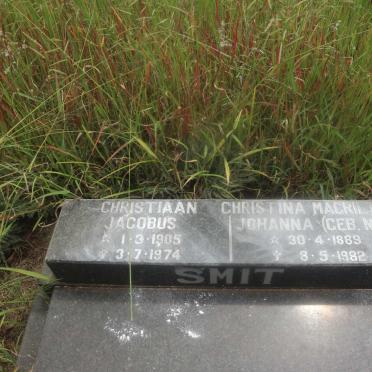 CHRISTIAAN
JACOBUS
☆ 1·3·1905
✞ 3·7·1974
CHRISTINA
JOHANNA (GEB.
☆ 30·4·1889
✞ 8·5·1982
SMIT